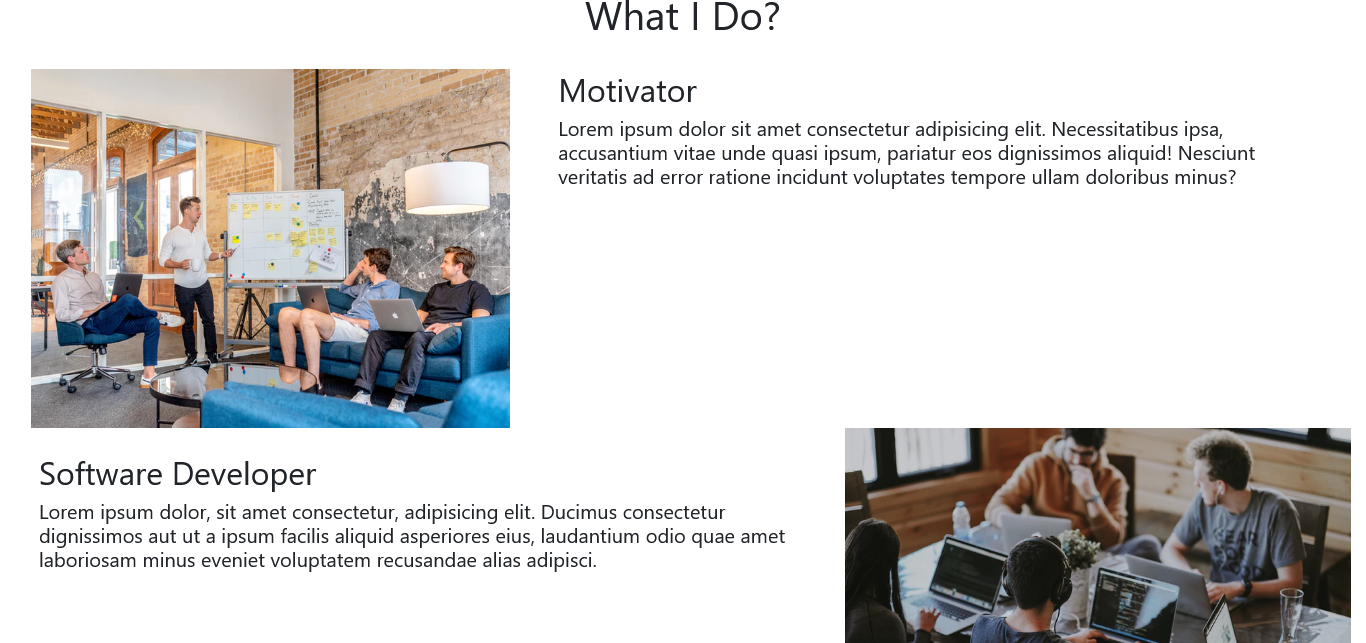 What I Do?
Motivator
Lorem ipsum dolor sit amet consectetur adipisicing elit. Necessitatibus ipsa,
accusantium vitae unde quasi ipsum, pariatur eos dignissimos aliquid! Nesciunt
veritatis ad error ratione incidunt voluptates tempore ullam doloribus minus?
Software Developer
Lorem ipsum dolor, sit amet consectetur, adipisicing elit. Ducimus consectetur
dignissimos aut ut a ipsum facilis aliquid asperiores eius, laudantium odio quae amet
laboriosam minus eveniet voluptatem recusandae alias adipisci.